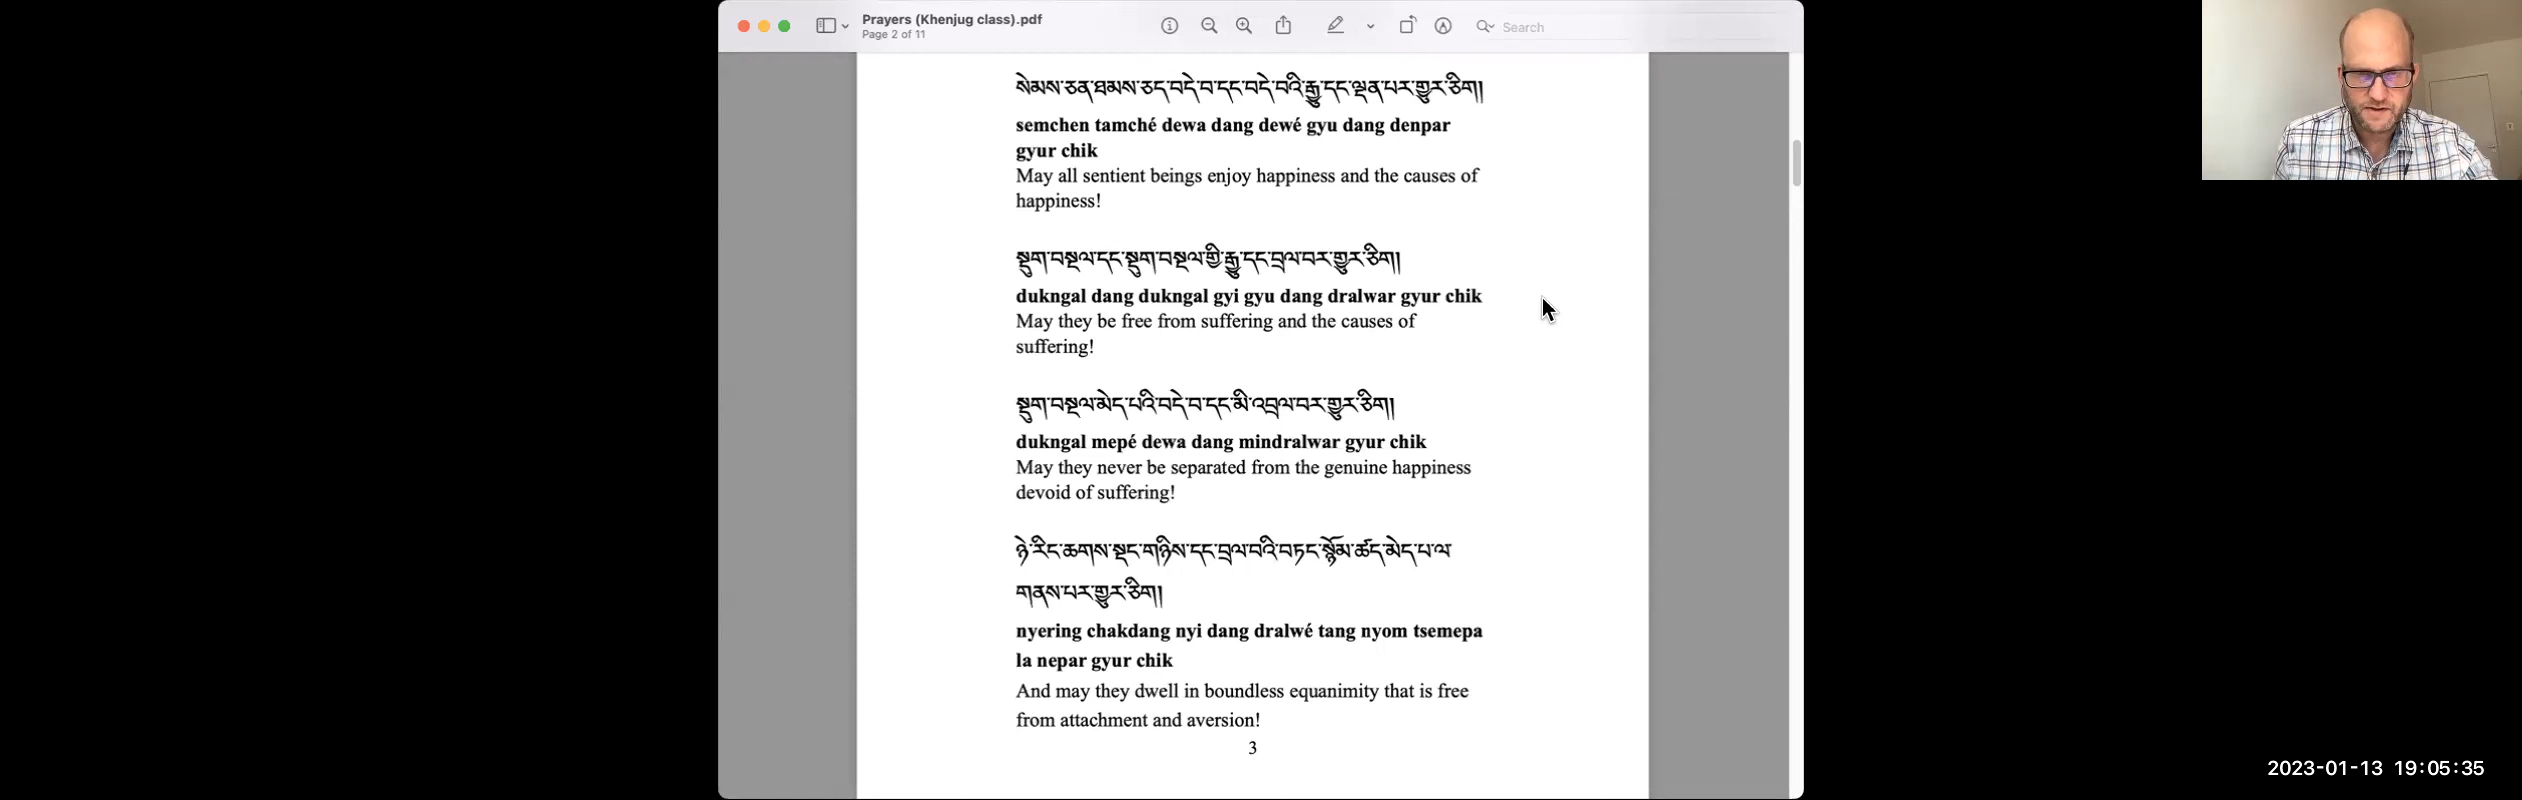 Prayers (Khenjug class).pdf
Page 2 of 11
Search
སེམས་ཅན་ཐམས་ཅད་བདེ་བ་དང་བདེ་བའི་རྒྱུ་དང་ལྡན་པར་གྱུར་ཅིག།
semchen tamché dewa dang dewé gyu dang denpar
gyur chik
May all sentient beings enjoy happiness and the causes of
happiness!
སྡུག་བསྔལ་དང་སྡུག་བསྔལ་གྱི་རྒྱུ་དང་བྲལ་བར་གྱུར་ཅིག།
dukngal dang dukngal gyi gyu dang dralwar gyur chik
May they be free from suffering and the causes of
suffering!
སྡུག་བསྔལ་མེད་པའི་བདེ་བ་དང་མི་འབྲལ་བར་གྱུར་ཅིག།
dukngal mepé dewa dang mindralwar gyur chik
May they never be separated from the genuine happiness
devoid of suffering!
ཉེ་རིང་ཆགས་སྡང་གཉིས་དང་བྲལ་བའི་བཏང་སྙོམ་ཚད་མེད་པ་ལ་
གནས་པར་གྱུར་ཅིག།
nyering chakdang nyi dang dralwé tang nyom tsemepa
la nepar gyur chik
And may they dwell in boundless equanimity that is free
from attachment and aversion!
3
2023-01-13 19:05:35